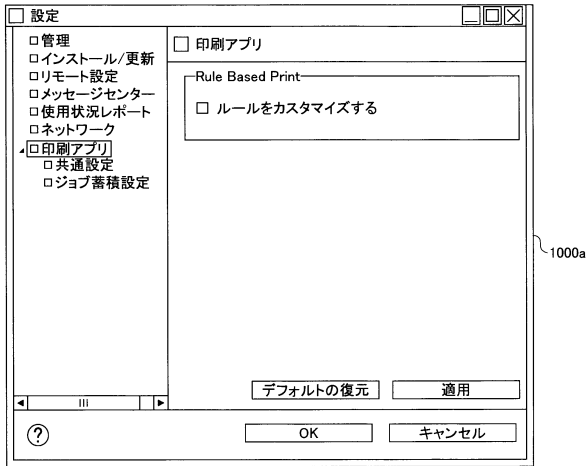 設定
管理
インストール/更新
リモート設定
メッセージセンター
使用状況レポート
ネットワーク
印刷アプリ
共通設定
ジョブ蓄積設定
印刷アプリ
Rule Based Print
ルールをカスタマイズする
デフォルトの復元
適用
?
OK
キャンセル
1000a